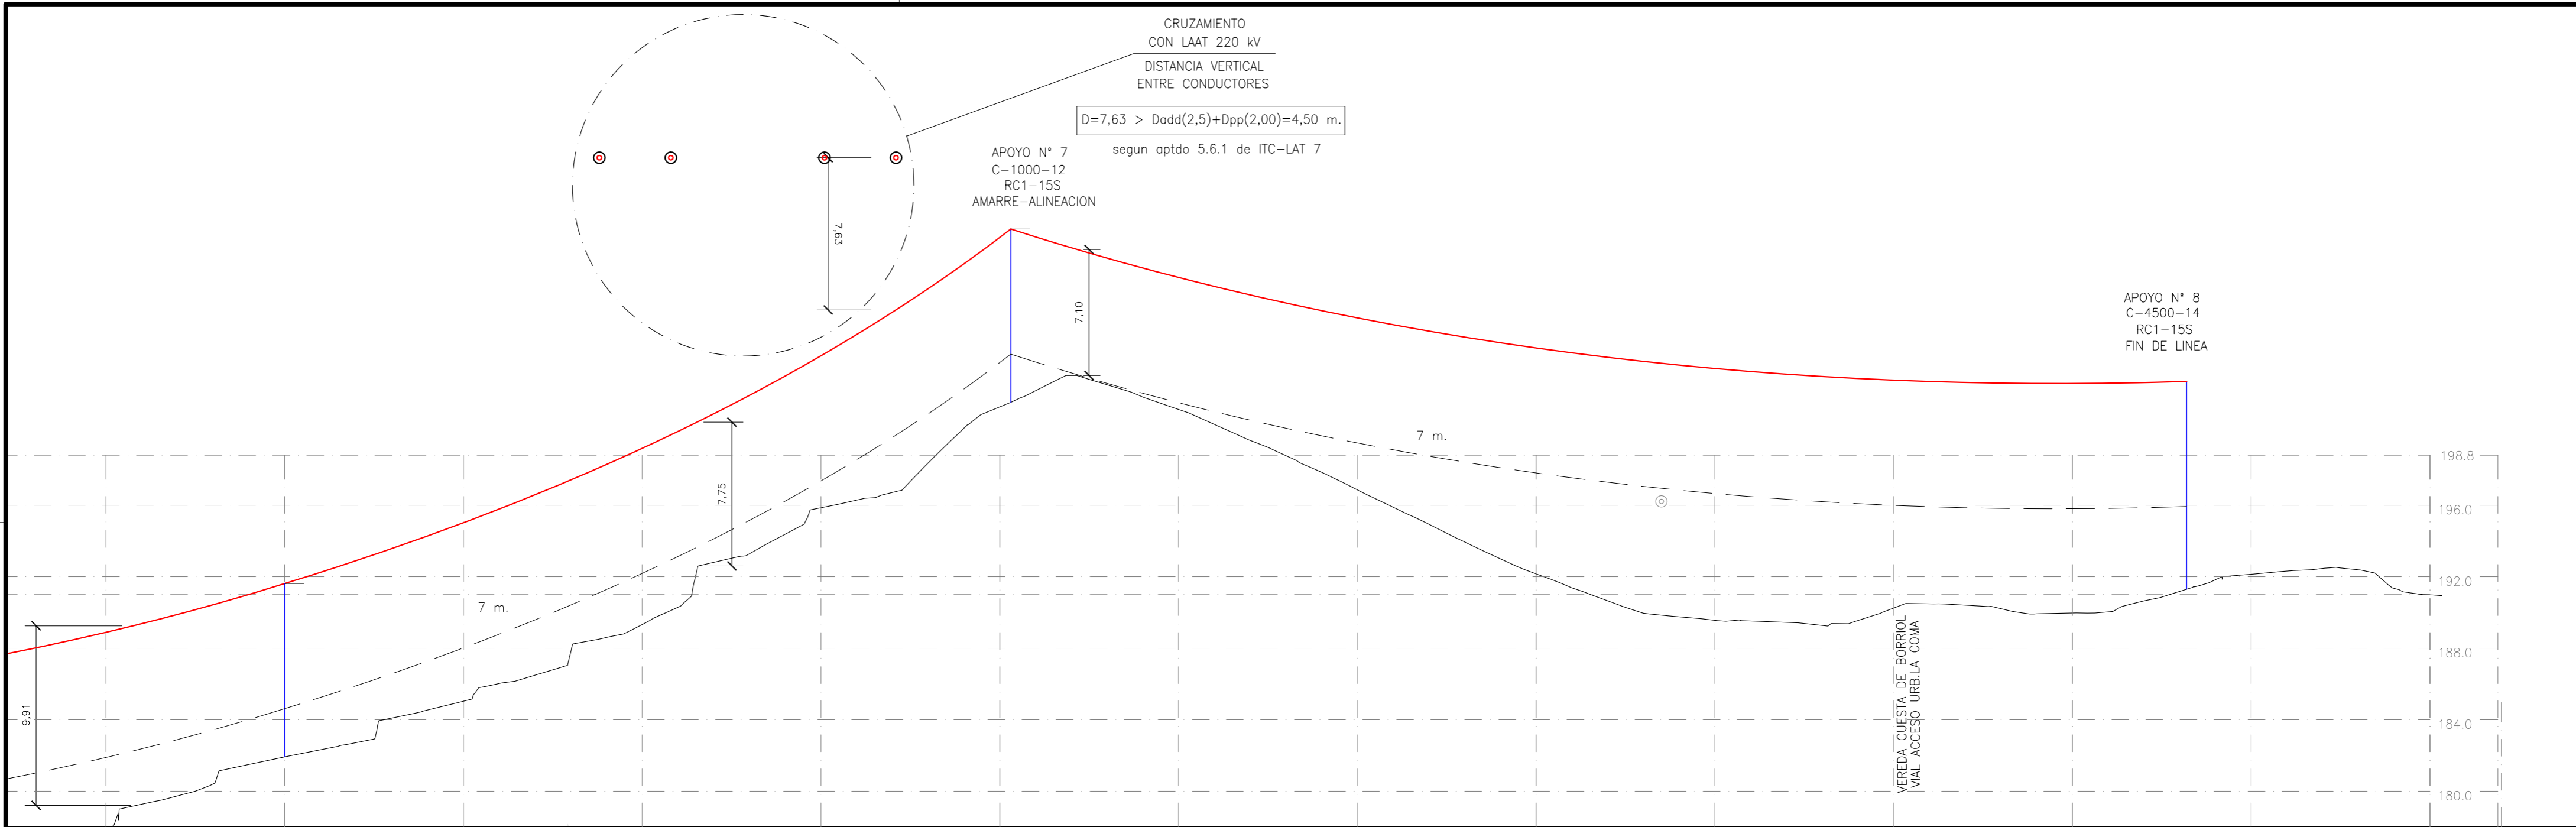 CRUZAMIENTO
CON LAAT 220 kV
DISTANCIA VERTICAL
ENTRE CONDUCTORES
D=7,63 > Dadd(2,5)+Dpp(2,00)=4,50 m.
segun aptdo 5.6.1 de ITC-LAT 7
APOYO N° 7
C-1000-12
RC1-15S
AMARRE-ALINEACION
7,63
7,10
APOYO N° 8
C-4500-14
RC1-15S
FIN DE LINEA
7 m.
7,75
7 m.
9,91
198.8
196.0
192.0
188.0
184.0
180.0
VEREDA CUESTA DE BORRIOL
VIAL ACCESO URB.LA COMA